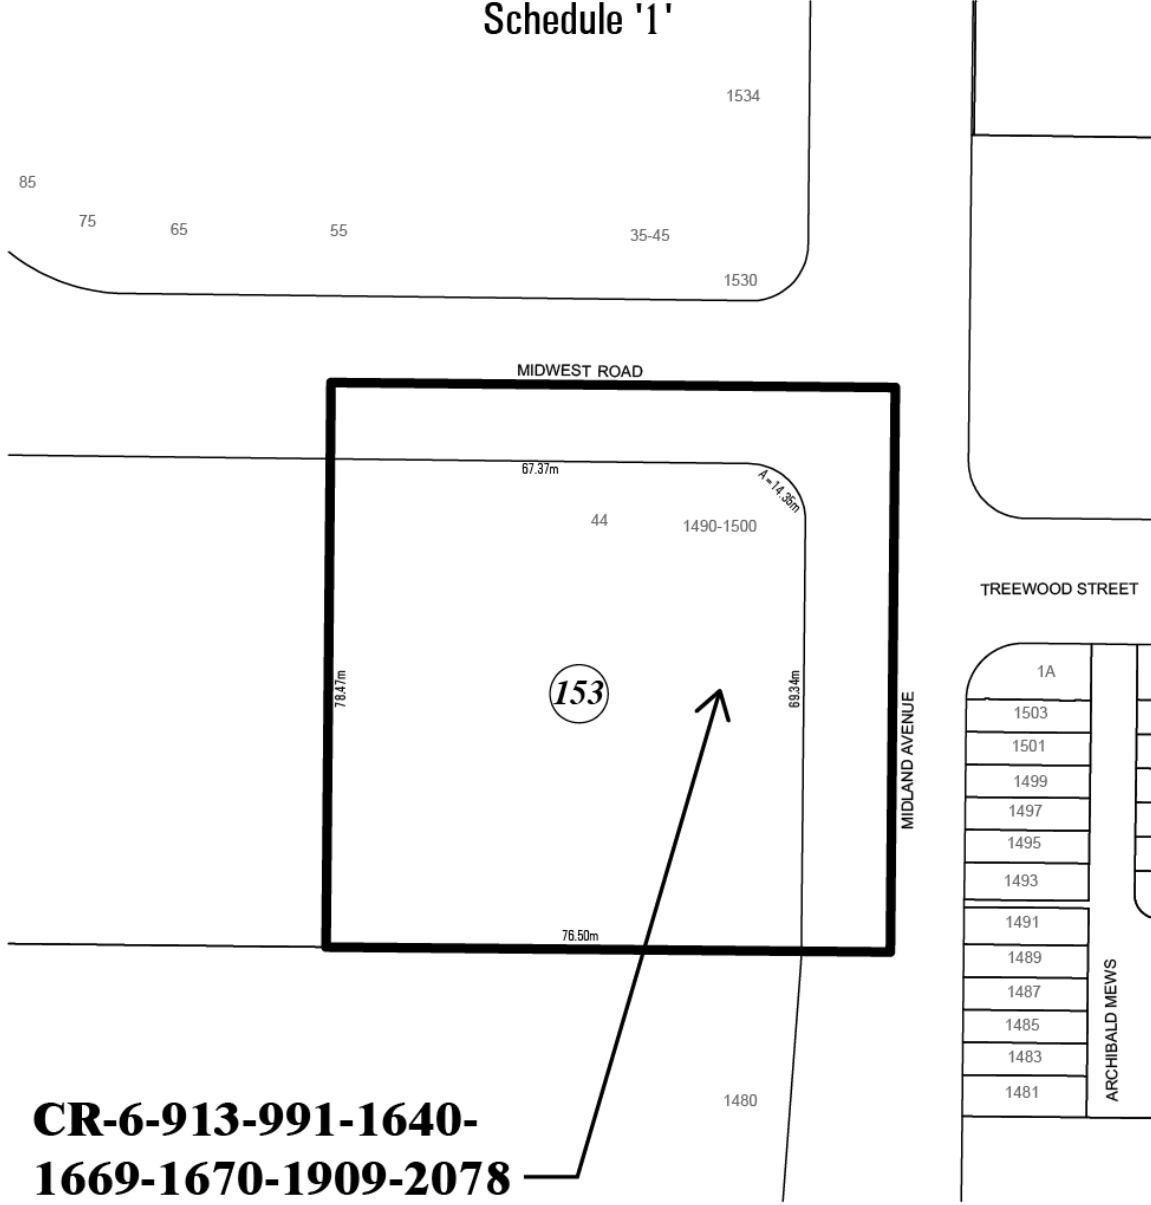 Schedule '1'
1534
85
75
65
55
35-45
1530
MIDWEST ROAD
67.37m
A=14.35m
44
1490-1500
TREEWOOD STREET
153
78.47m
69.34m
MIDLAND AVENUE
1A
1503
1501
1499
1497
1495
1493
1491
1489
1487
1485
1483
1481
ARCHIBALD MEWS
76.50m
1480
CR-6-913-991-1640-
1669-1670-1909-2078